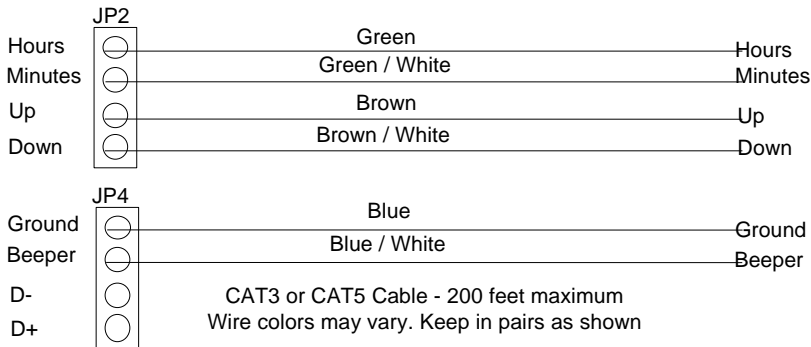 JP2
Hours Green Hours
Minutes Green / White Minutes
Up Brown Up
Down Brown / White Down
JP4
Ground Blue Ground
Beeper Blue / White Beeper
D- CAT3 or CAT5 Cable - 200 feet maximum
D+ Wire colors may vary. Keep in pairs as shown